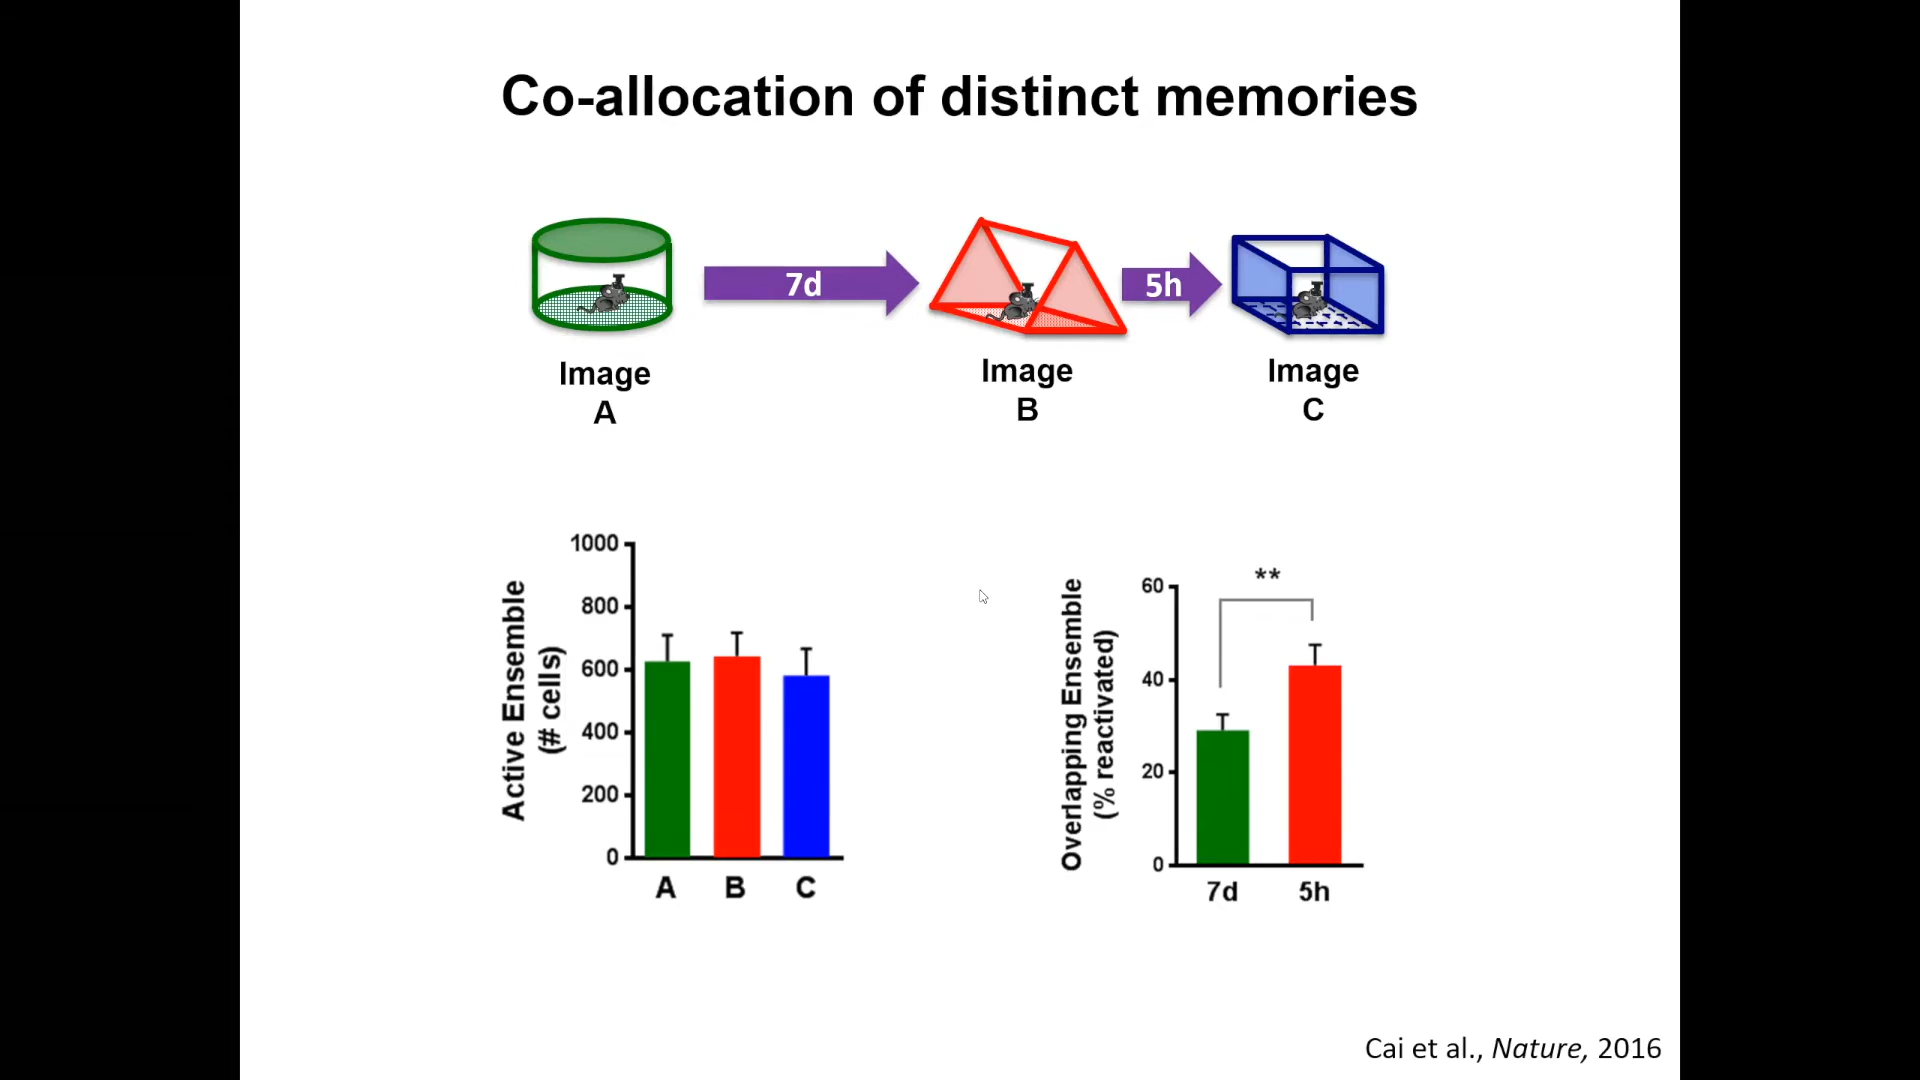 Co-allocation of distinct memories
7d
5h
Image
A
Image
B
Image
C
Active Ensemble
(# cells)
1000
800
600
400
200
0
A B C
Overlapping Ensemble
(% reactivated)
**
60
40
20
0
7d 5h
Cai et al., Nature, 2016